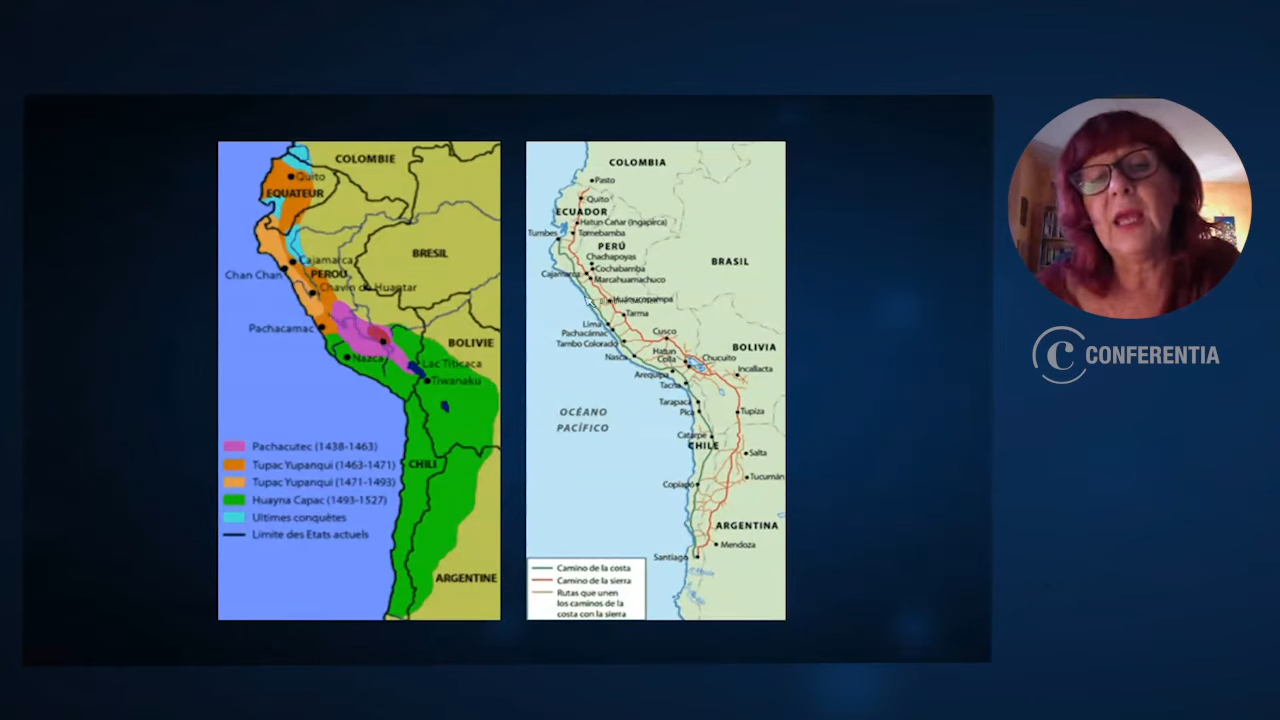 COLOMBIE
Quito
EQUATEUR
Cajamarca
BRESIL
Chan Chan
PEROU
Chavin de Huantar
Pachacamac
BOLIVIE
Nazca
Lac Titicaca
Tiwanaku
Pachacutec (1438-1463)
Tupac Yupanqui (1463-1471)
CHILI
Tupac Yupanqui (1471-1493)
Huayna Capac (1493-1527)
Ultimes conquètes
Limite des Etats actuels
ARGENTINE
COLOMBIA
Pasto
Quito
ECUADOR
Hatun Cañar (Ingapirca)
Tumbes
Tomebamba
PERÚ
Chachapoyas
BRASIL
Cochabamba
Cajamarca
Marcahuamachuco
Huánucopampa
Tarma
Lima
Pachacámac
Cusco
Tambo Colorado
BOLIVIA
Nasca
Hatun
Colla
Chucuito
Incallacta
Arequipa
Tacna
Tarapacá
Pica
Tupiza
OCÉANO
PACÍFICO
Catarpe
CHILE
Salta
Tucumán
Copiapó
ARGENTINA
Mendoza
Santiago
Camino de la costa
Camino de la sierra
Rutas que unen
los caminos de la
costa con la sierra
C CONFERENTIA